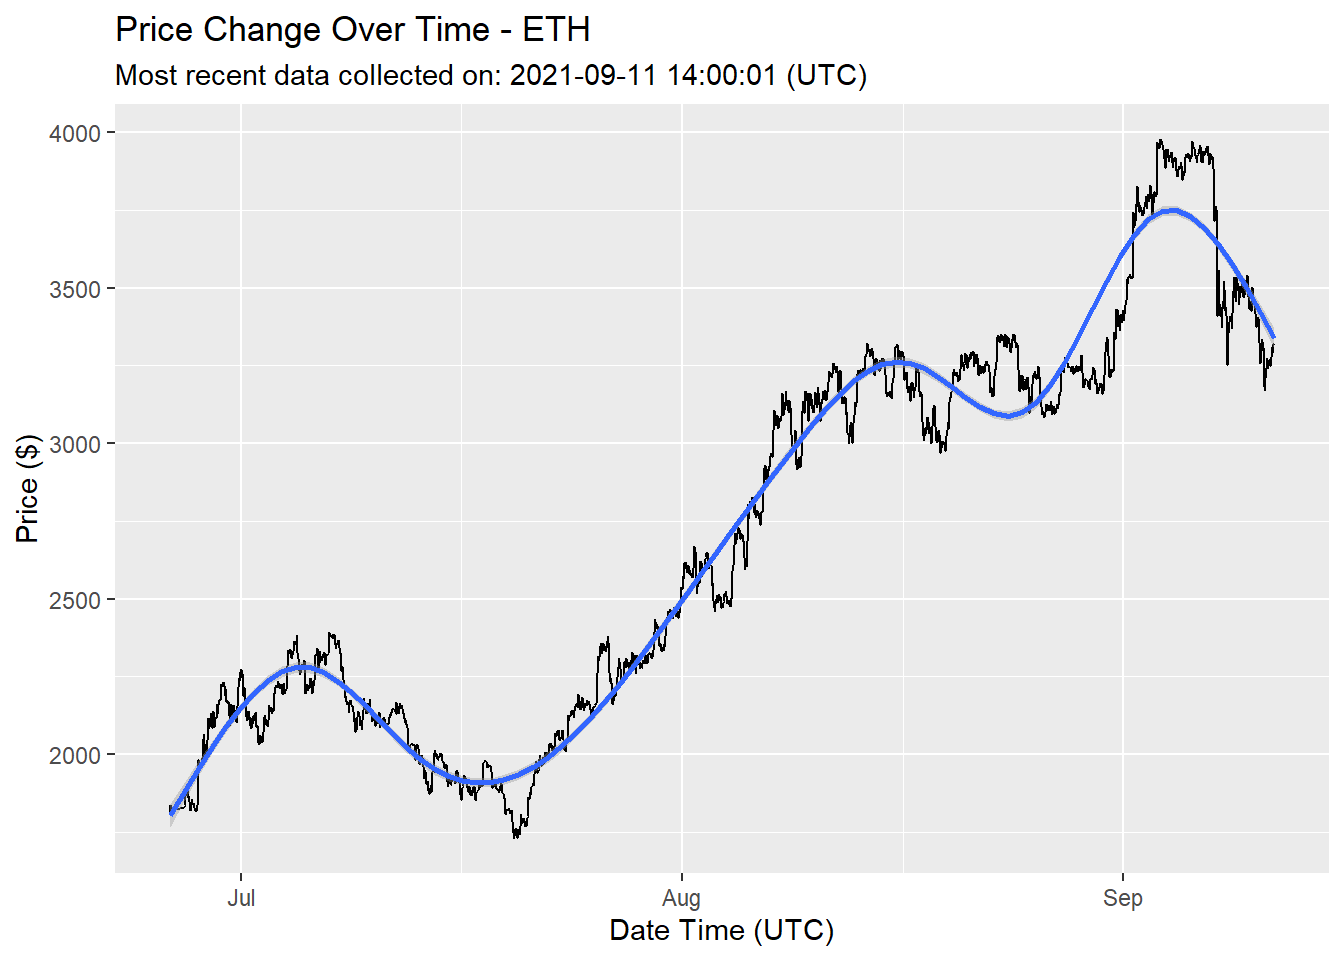 Price Change Over Time - ETH
Most recent data collected on: 2021-09-11 14:00:01 (UTC)
4000
3500
3000
2500
2000
Price ($)
Jul
Aug
Sep
Date Time (UTC)